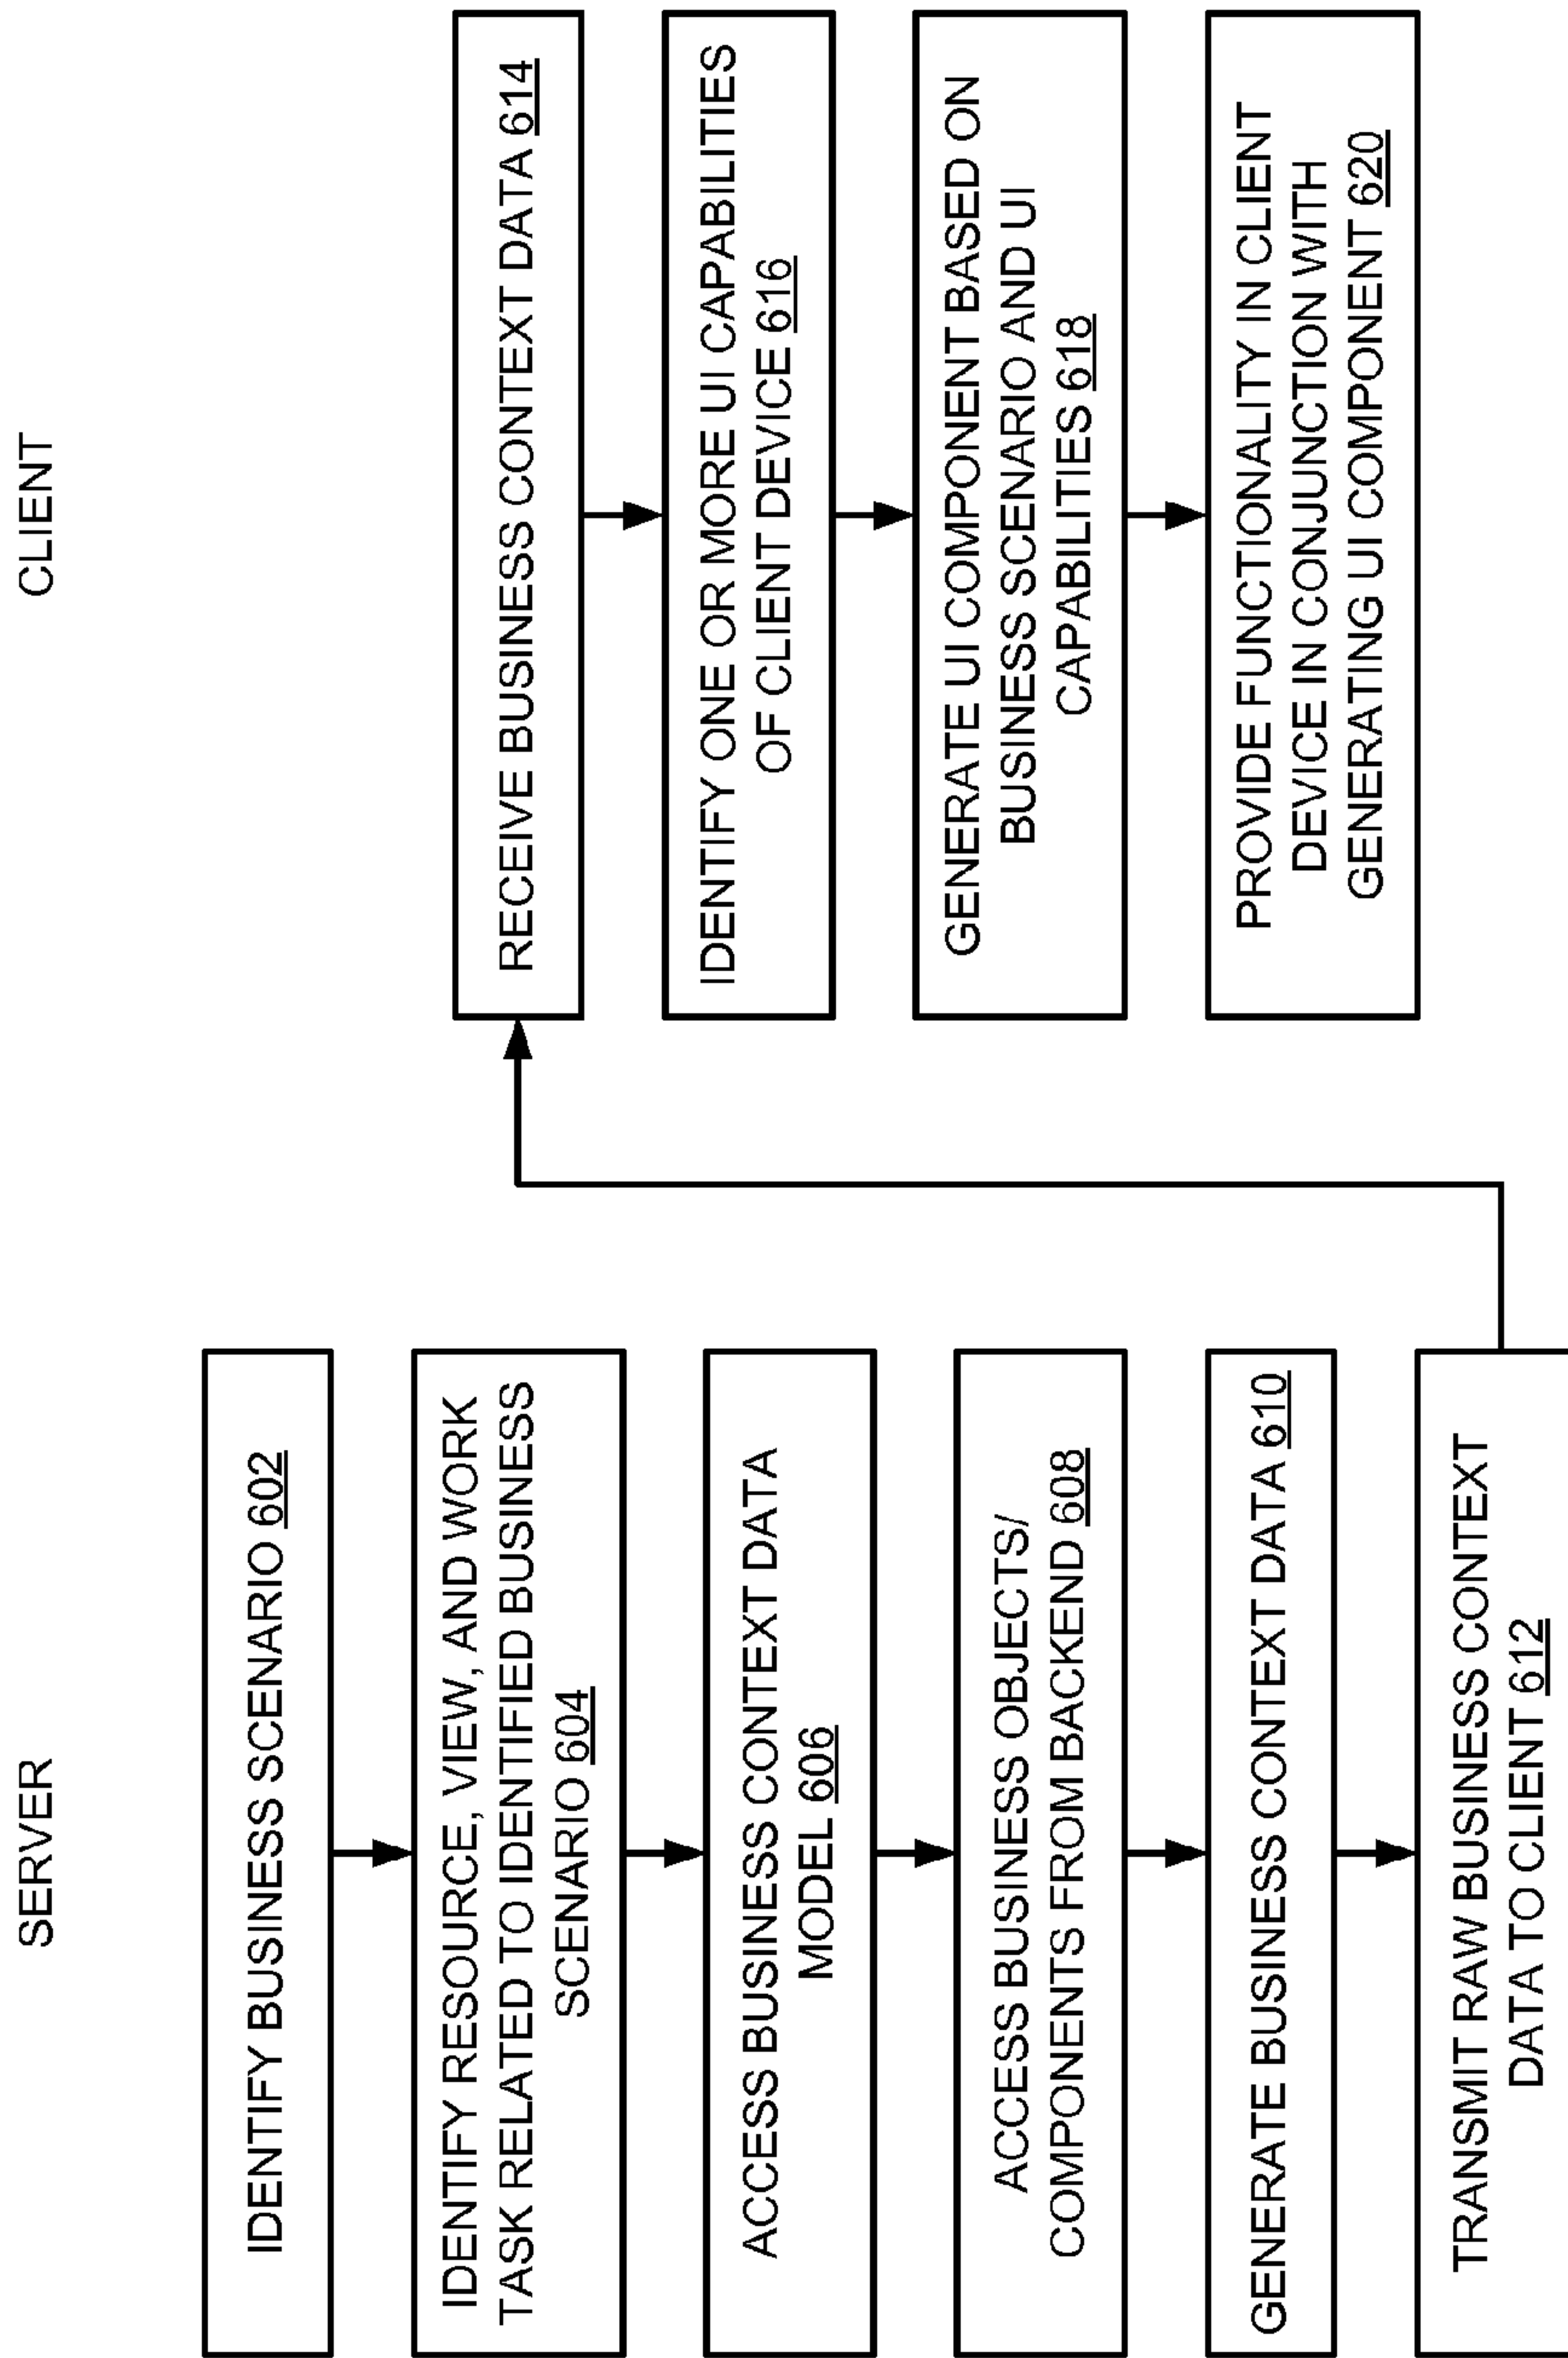 SERVER
IDENTIFY BUSINESS SCENARIO 602
IDENTIFY RESOURCE, VIEW, AND WORK
TASK RELATED TO IDENTIFIED BUSINESS
SCENARIO 604
ACCESS BUSINESS CONTEXT DATA
MODEL 606
ACCESS BUSINESS OBJECTS/
COMPONENTS FROM BACKEND 608
GENERATE BUSINESS CONTEXT DATA 610
TRANSMIT RAW BUSINESS CONTEXT
DATA TO CLIENT 612
CLIENT
RECEIVE BUSINESS CONTEXT DATA 614
IDENTIFY ONE OR MORE UI CAPABILITIES
OF CLIENT DEVICE 616
GENERATE UI COMPONENT BASED ON
BUSINESS SCENARIO AND UI
CAPABILITIES 618
PROVIDE FUNCTIONALITY IN CLIENT
DEVICE IN CONJUNCTION WITH
GENERATING UI COMPONENT 620